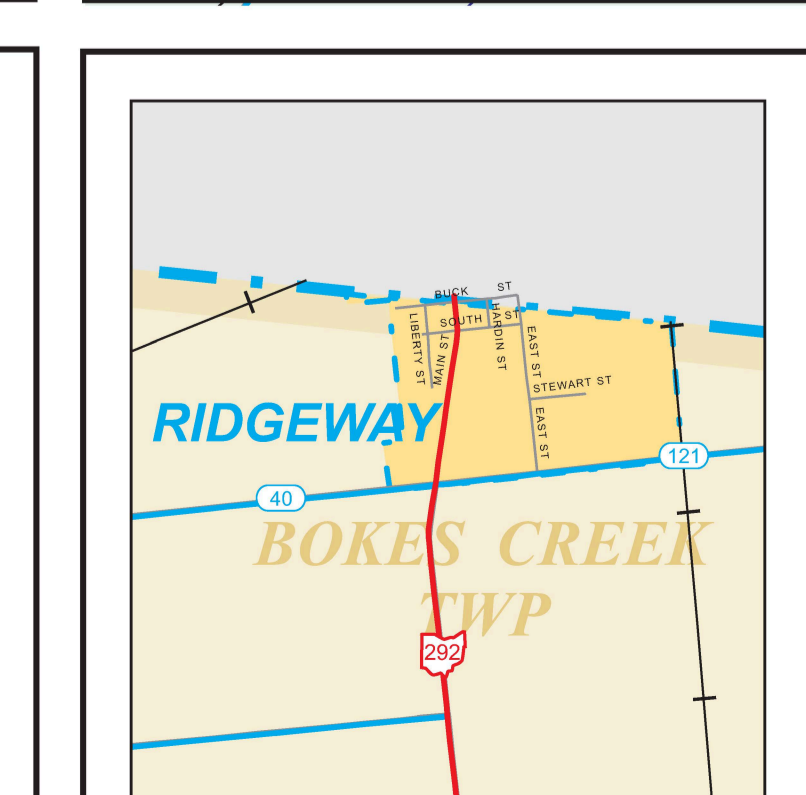 BUCK ST
SOUTH ST
LIBERTY ST
MAIN ST
HARDIN ST
EAST ST
STEWART ST
EAST ST
RIDGEWAY
121
40
BOKES CREEK
TWP
292